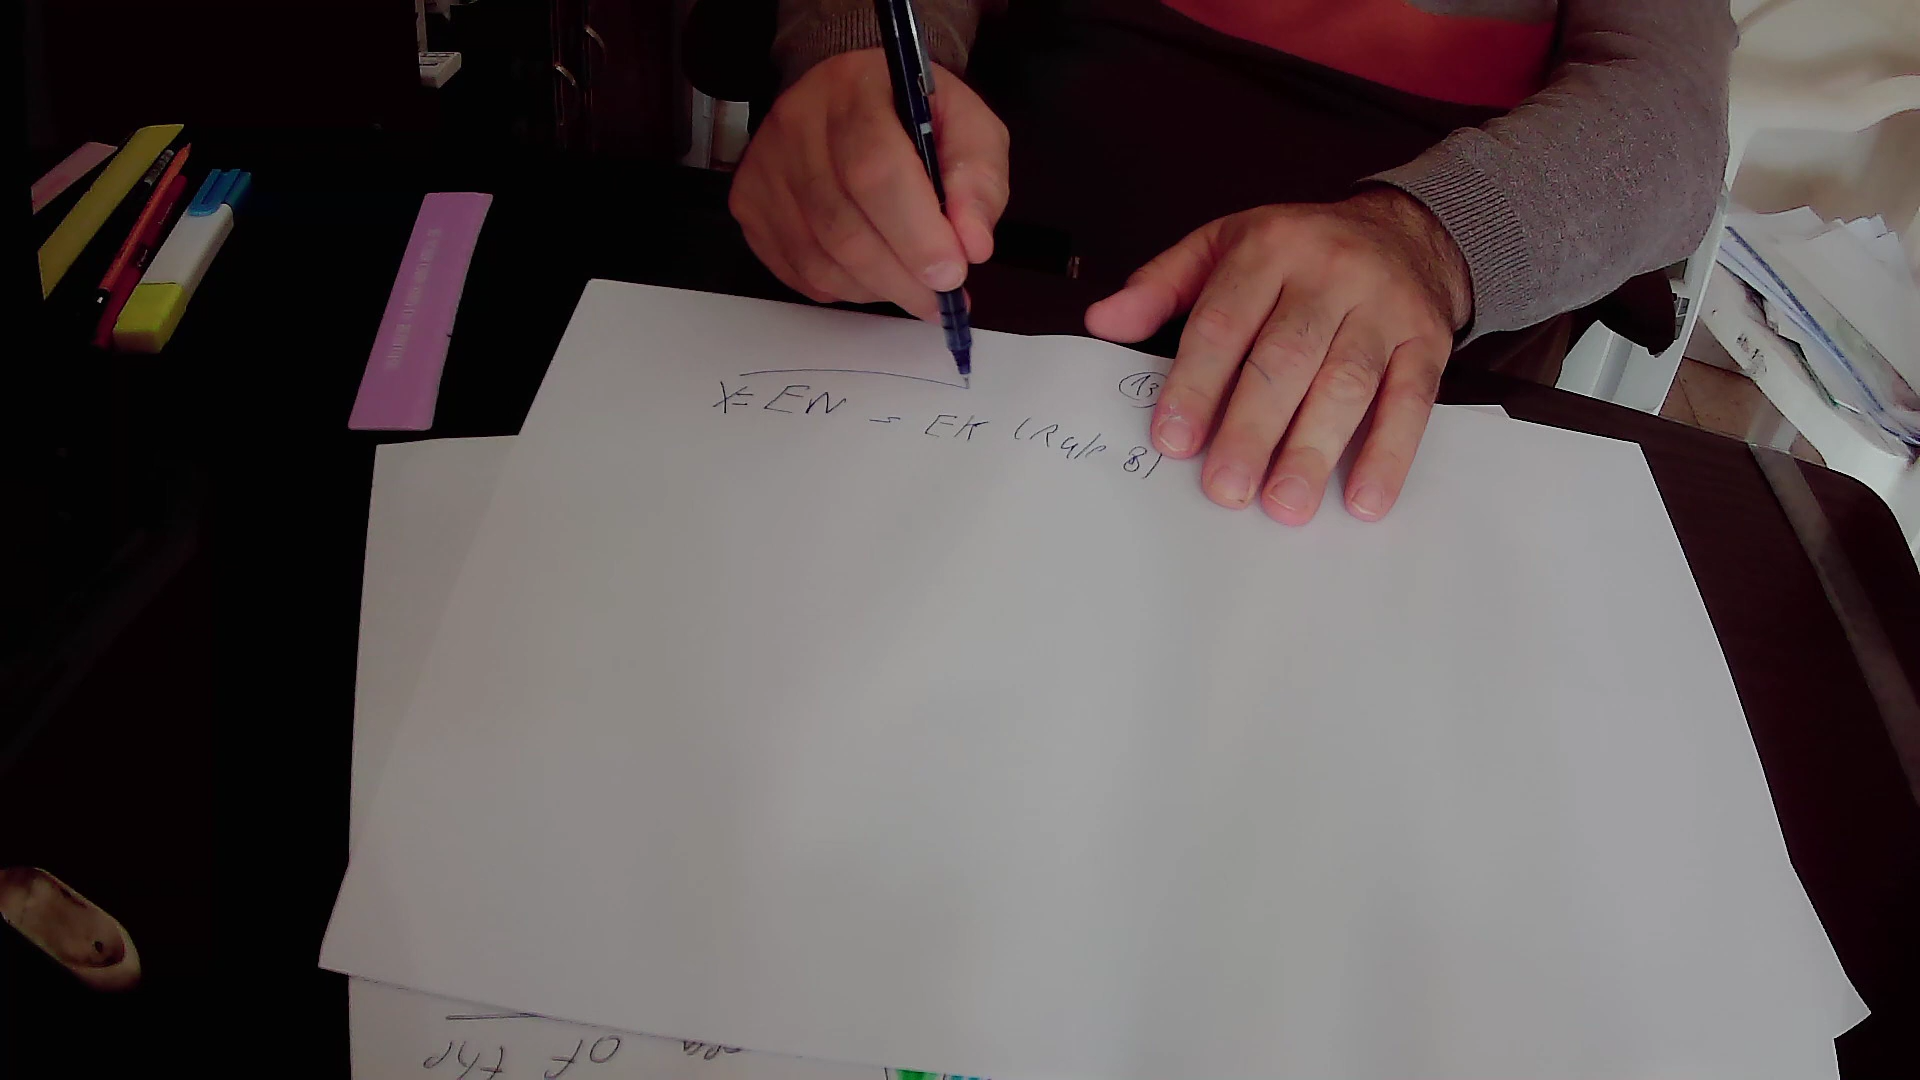 13
X= EN = EK (Rule 8)
of the